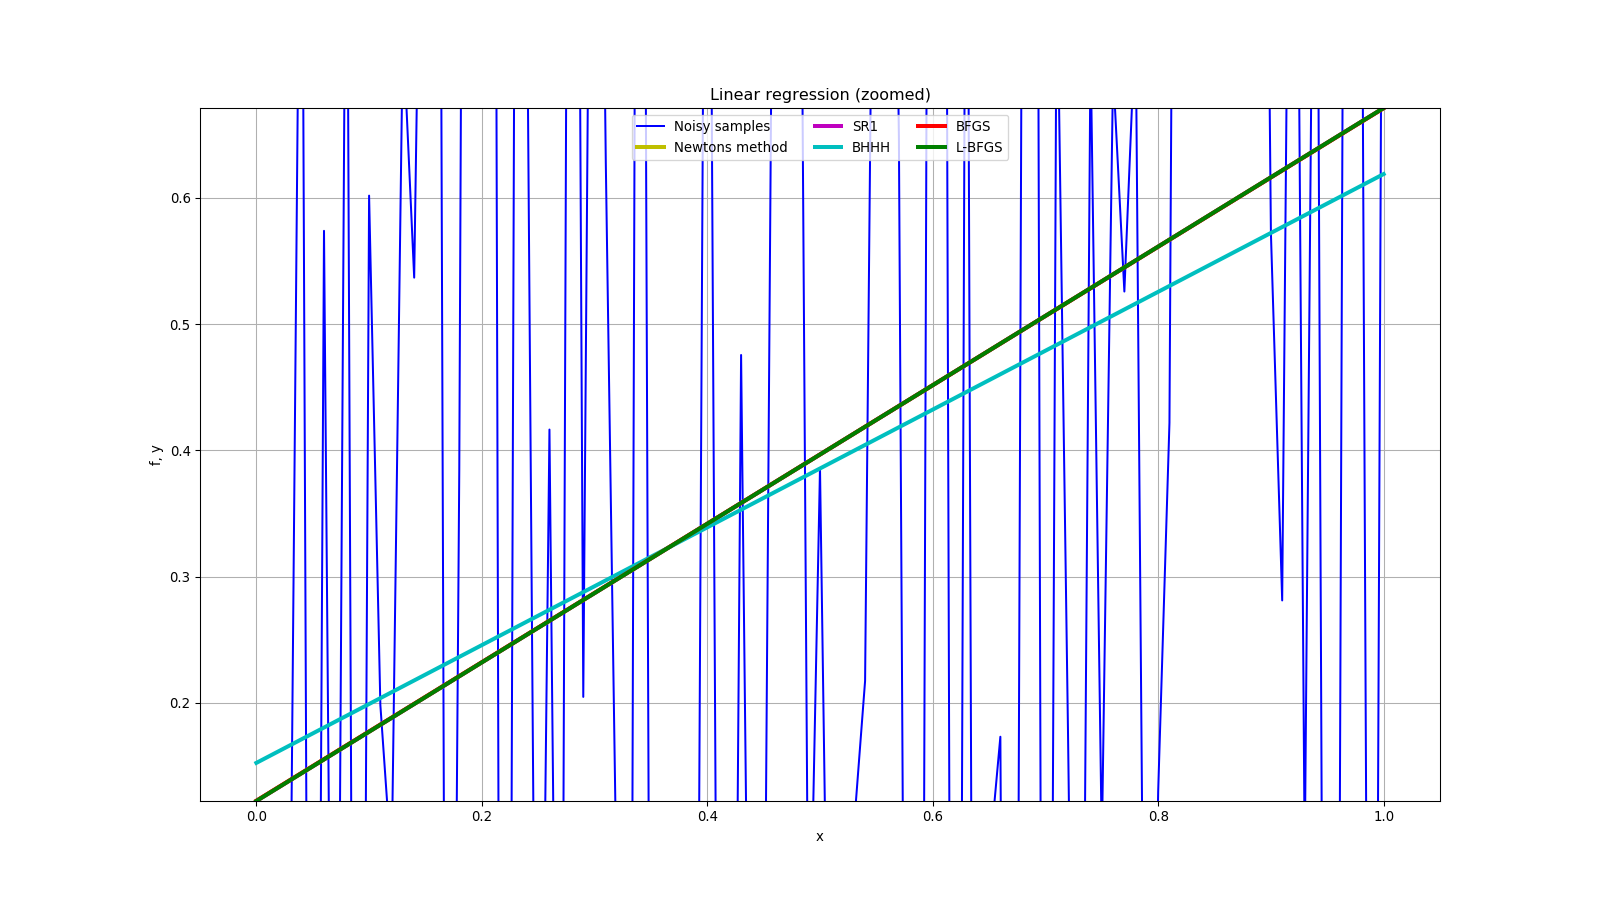 Linear regression (zoomed)
Noisy samples
Newtons method
SR1
BHHH
BFGS
L-BFGS
f, y
0.6
0.5
0.4
0.3
0.2
0.0 0.2 0.4 0.6 0.8 1.0
x